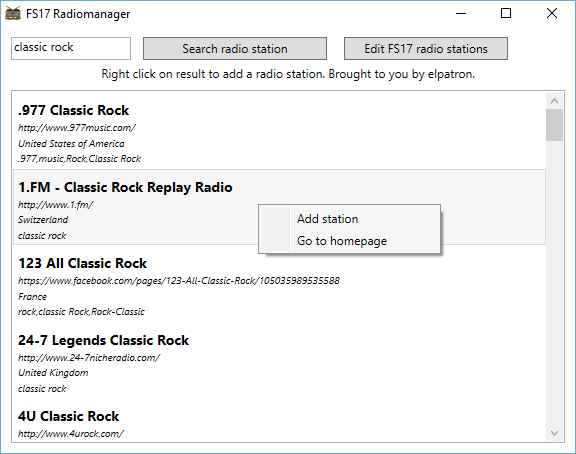 FS17 Radiomanager
classic rock
Search radio station
Edit FS17 radio stations
Right click on result to add a radio station. Brought to you by elpatron.
.977 Classic Rock
http://www.977music.com/
United States of America
.977,music,Rock,Classic Rock
1.FM - Classic Rock Replay Radio
http://www.1.fm/
Switzerland
classic rock
Add station
Go to homepage
123 All Classic Rock
https://www.facebook.com/pages/123-All-Classic-Rock/105035989535588
France
rock,classic Rock,Rock-Classic
24-7 Legends Classic Rock
http://www.24-7nicheradio.com/
United Kingdom
classic rock
4U Classic Rock
http://www.4urock.com/